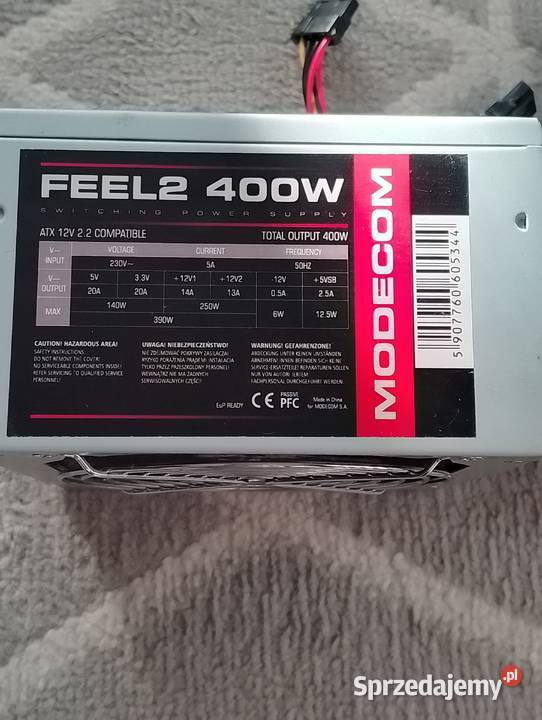 FEEL2 400W
SWITCHING POWER SUPPLY
ATX 12V 2.2 COMPATIBLE TOTAL OUTPUT 400W
V~ INPUT VOLTAGE CURRENT FREQUENCY
230V~ 5A 50HZ
V— OUTPUT 5V 3.3V +12V1 +12V2 -12V +5VSB
20A 20A 14A 13A 0.5A 2.5A
MAX 140W 250W 6W 12.5W
390W
CAUTION! HAZARDOUS AREA!
SAFETY INSTRUCTIONS:
DO NOT REMOVE THE COVER!
NO SERVICEABLE COMPONENTS INSIDE!
REFER SERVICING TO QUALIFIED SERVICE
PERSONNEL!
UWAGA! NIEBEZPIECZEŃSTWO!
NIE ZDEJMOWAĆ POKRYWY ZASILACZA!
RYZYKO PORAŻENIA PRĄDEM. INSTALACJA
TYLKO PRZEZ PRZESZKOLONY PERSONEL!
WEWNĄTRZ NIE MA ŻADNYCH
SERWISOWALNYCH CZĘŚCI!
WARNUNG! GEFAHRENZONE!
ABDECKUNG UNTER KEINEN UMSTÄNDEN
ABNEHMEN! INNEN BEFINDEN SICH KEINE
SERVICE-ERSATZTEILE! REPARATUREN SOLLEN
NUR VON AUTORISIERTEM
FACHPERSONAL DURCHGEFÜHRT WERDEN.
EuP READY CE PASSIVE PFC Made in China
for MODECOM S.A.
MODECOM
5 907760 605344
Sprzedajemy.pl